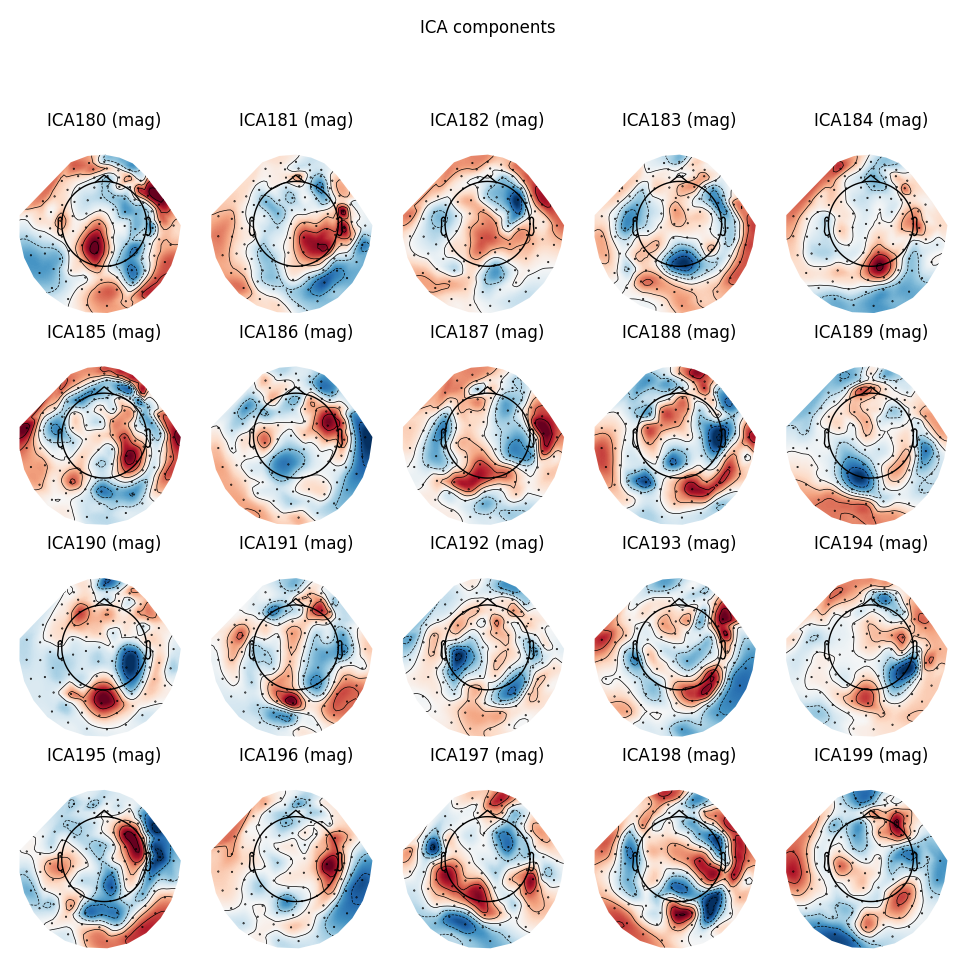 ICA components
ICA180 (mag) ICA181 (mag) ICA182 (mag) ICA183 (mag) ICA184 (mag)
ICA185 (mag) ICA186 (mag) ICA187 (mag) ICA188 (mag) ICA189 (mag)
ICA190 (mag) ICA191 (mag) ICA192 (mag) ICA193 (mag) ICA194 (mag)
ICA195 (mag) ICA196 (mag) ICA197 (mag) ICA198 (mag) ICA199 (mag)